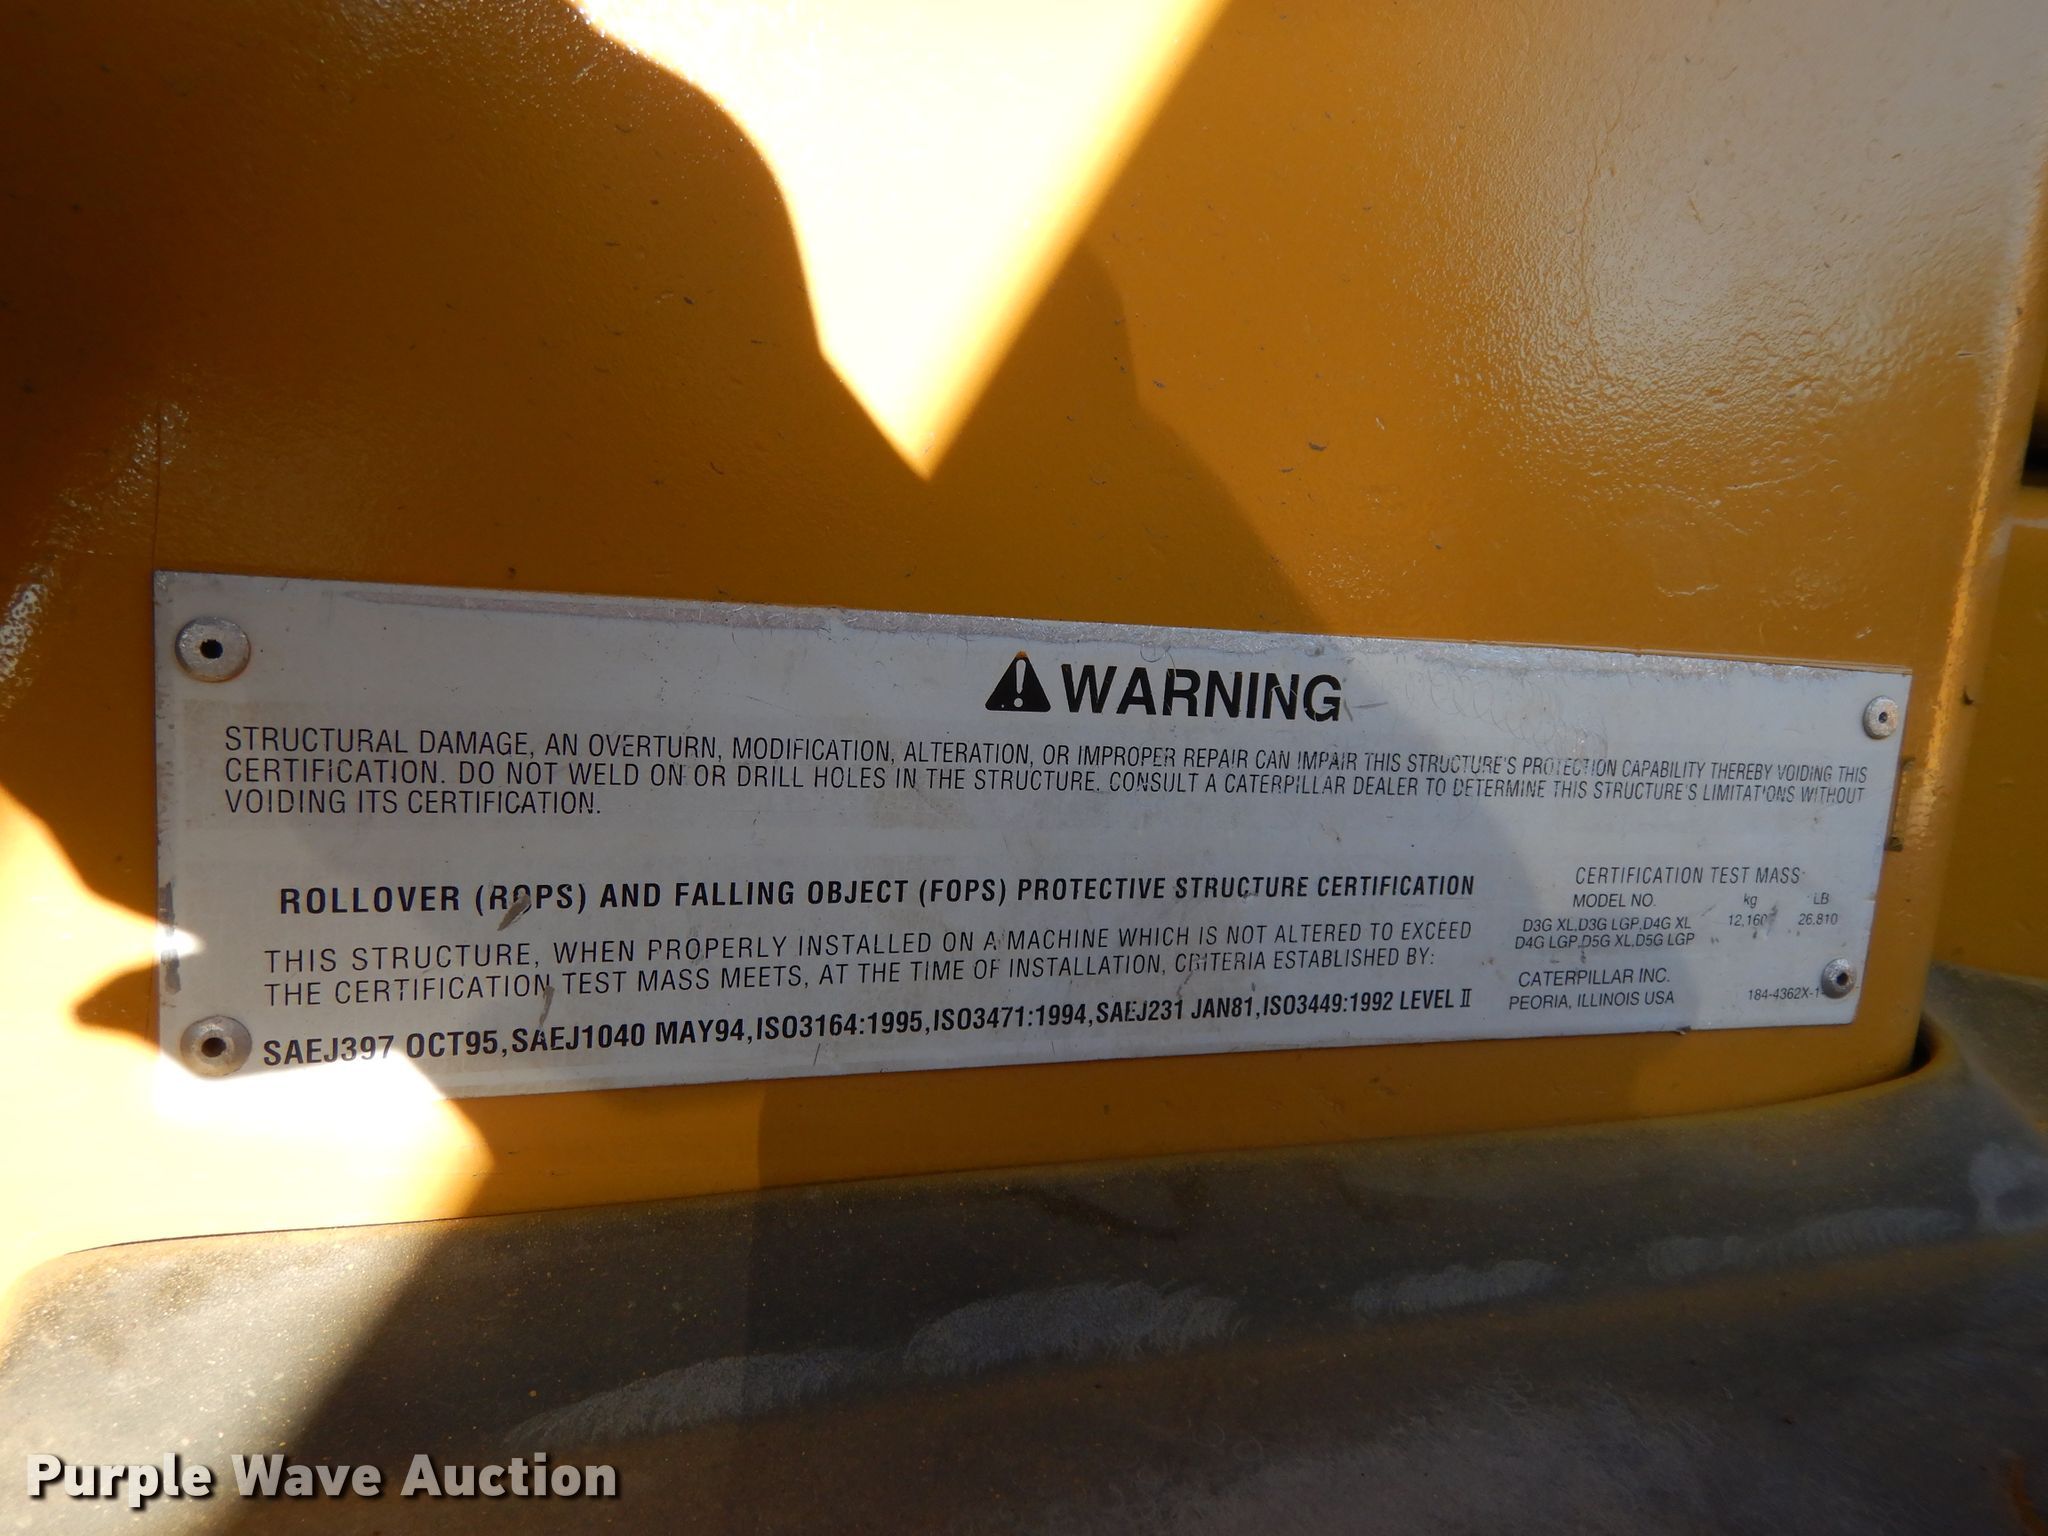 WARNING
STRUCTURAL DAMAGE, AN OVERTURN, MODIFICATION, ALTERATION, OR IMPROPER REPAIR CAN IMPAIR THIS STRUCTURE'S PROTECTION CAPABILITY THEREBY VOIDING THIS
CERTIFICATION. DO NOT WELD ON OR DRILL HOLES IN THE STRUCTURE. CONSULT A CATERPILLAR DEALER TO DETERMINE THIS STRUCTURE'S LIMITATIONS WITHOUT
VOIDING ITS CERTIFICATION.
ROLLOVER (ROPS) AND FALLING OBJECT (FOPS) PROTECTIVE STRUCTURE CERTIFICATION
THIS STRUCTURE, WHEN PROPERLY INSTALLED ON A MACHINE WHICH IS NOT ALTERED TO EXCEED
THE CERTIFICATION TEST MASS MEETS, AT THE TIME OF INSTALLATION, CRITERIA ESTABLISHED BY:
SAEJ397 OCT95,SAEJ1040 MAY94,ISO3164:1995,ISO3471:1994,SAEJ231 JAN81,ISO3449:1992 LEVEL II
CERTIFICATION TEST MASS
MODEL NO. kg LB
D3G XL,D3G LGP,D4G XL 12,160 26,810
D4G LGP,D5G XL,D5G LGP
CATERPILLAR INC.
PEORIA, ILLINOIS USA 184-4362X-1
Purple Wave Auction